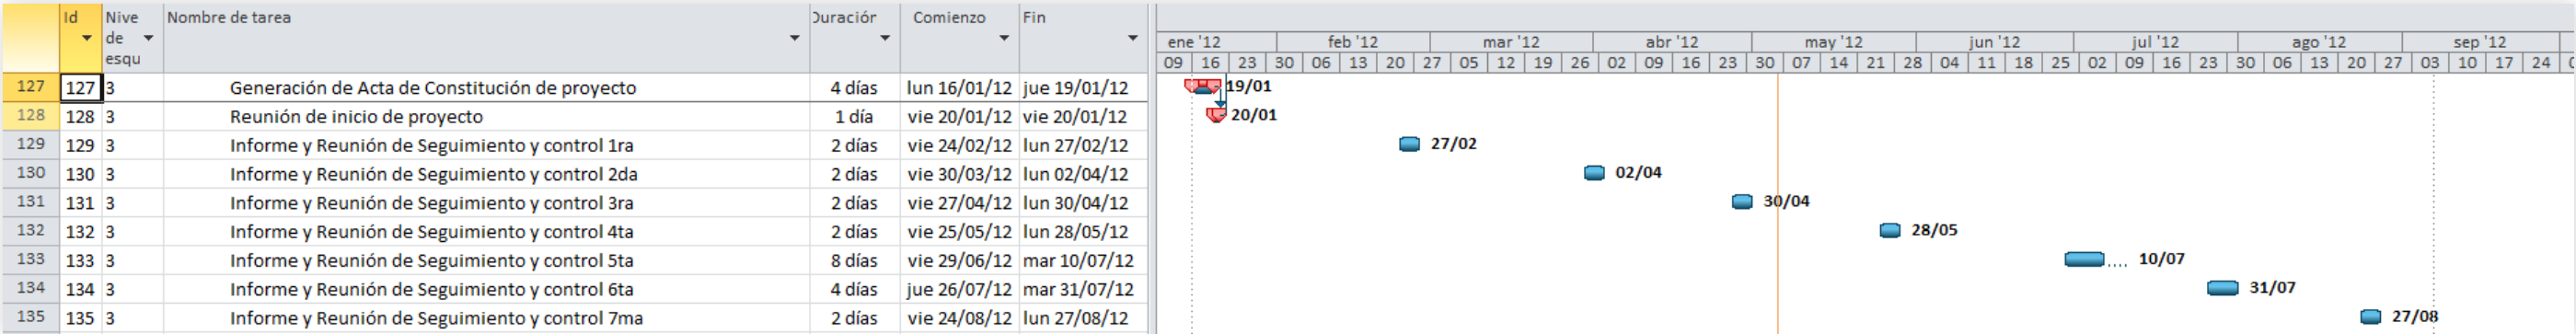 Id Nive de esqu Nombre de tarea Duración Comienzo Fin
ene '12 feb '12 mar '12 abr '12 may '12 jun '12 jul '12 ago '12 sep '12
09 16 23 30 06 13 20 27 05 12 19 26 02 09 16 23 30 07 14 21 28 04 11 18 25 02 09 16 23 30 06 13 20 27 03 10 17 24
127 127 3 Generación de Acta de Constitución de proyecto 4 días lun 16/01/12 jue 19/01/12 19/01
128 128 3 Reunión de inicio de proyecto 1 día vie 20/01/12 vie 20/01/12 20/01
129 129 3 Informe y Reunión de Seguimiento y control 1ra 2 días vie 24/02/12 lun 27/02/12 27/02
130 130 3 Informe y Reunión de Seguimiento y control 2da 2 días vie 30/03/12 lun 02/04/12 02/04
131 131 3 Informe y Reunión de Seguimiento y control 3ra 2 días vie 27/04/12 lun 30/04/12 30/04
132 132 3 Informe y Reunión de Seguimiento y control 4ta 2 días vie 25/05/12 lun 28/05/12 28/05
133 133 3 Informe y Reunión de Seguimiento y control 5ta 8 días vie 29/06/12 mar 10/07/12 10/07
134 134 3 Informe y Reunión de Seguimiento y control 6ta 4 días jue 26/07/12 mar 31/07/12 31/07
135 135 3 Informe y Reunión de Seguimiento y control 7ma 2 días vie 24/08/12 lun 27/08/12 27/08